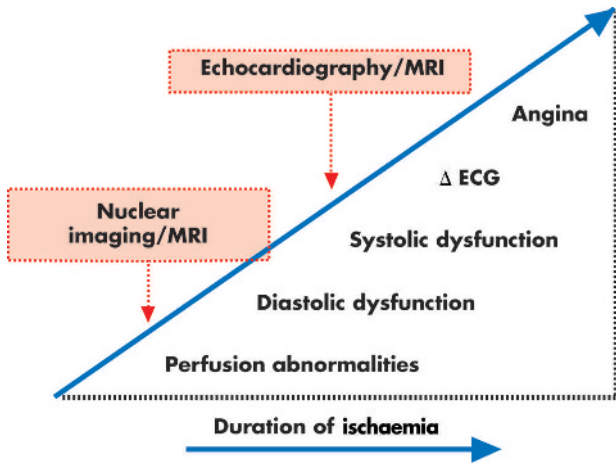 Echocardiography/MRI
Angina
Δ ECG
Nuclear
imaging/MRI
Systolic dysfunction
Diastolic dysfunction
Perfusion abnormalities
Duration of ischaemia